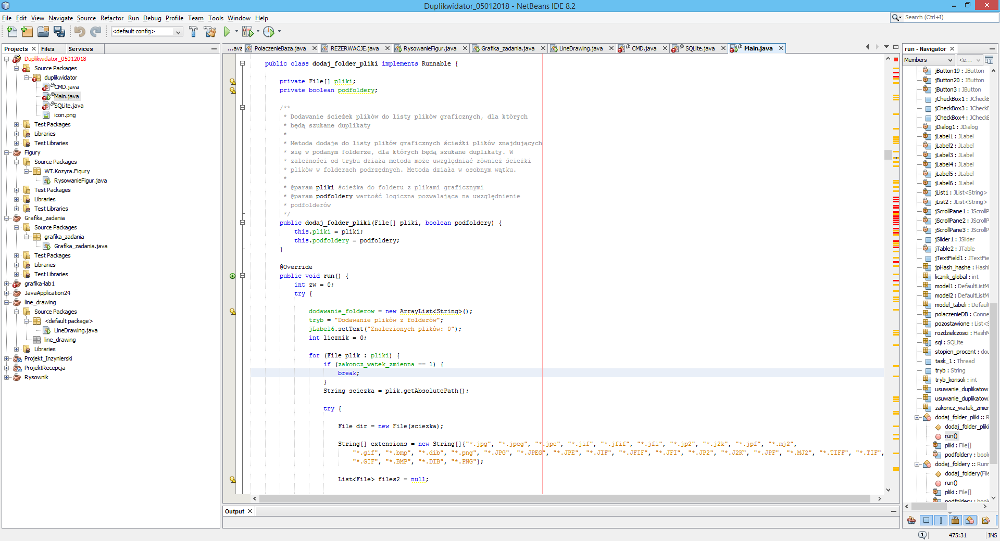 Duplikwidator_05012018 - NetBeans IDE 8.2
File Edit View Navigate Source Refactor Run Debug Profile Team Tools Window Help
Search (Ctrl+I)
<default config>
Projects Files Services
Duplikwidator_05012018
Source Packages
duplikwidator
CMD.java
Main.java
SQLite.java
icon.png
Test Packages
Libraries
Test Libraries
Figury
Source Packages
WT.Kozyra.Figury
RysowanieFigur.java
Test Packages
Libraries
Test Libraries
Grafika_zadania
Source Packages
grafika_zadania
Grafika_zadania.java
Test Packages
Libraries
Test Libraries
grafika-lab1
JavaApplication24
line_drawing
Source Packages
<default package>
LineDrawing.java
line_drawing
Libraries
Projekt_Inzynierski
ProjektRecepcja
Rysownik
...ava PolaczenieBaza.java REZERWACJE.java RysowanieFigur.java Grafika_zadania.java LineDrawing.java CMD.java SQLite.java Main.java
public class dodaj_folder_pliki implements Runnable {
private File[] pliki;
private boolean podfoldery;
/**
* Dodawanie ścieżek plików do listy plików graficznych, dla których
* będą szukane duplikaty
*
* Metoda dodaje do listy plików graficznych ścieżki plików znajdujących
* się w podanym folderze, dla których będą szukane duplikaty. W
* zależności od trybu działa metoda może uwzględniać również ścieżki
* plików w folderach podrzędnych. Metoda działa w osobnym wątku.
*
* @param pliki ścieżka do folderu z plikami graficznymi
* @param podfoldery wartość logiczna pozwalająca na uwzględnienie
* podfolderów
*/
public dodaj_folder_pliki(File[] pliki, boolean podfoldery) {
this.pliki = pliki;
this.podfoldery = podfoldery;
}
@Override
public void run() {
int zw = 0;
try {
dodawanie_folderow = new ArrayList<String>();
tryb = "Dodawanie plików z folderów";
jLabel6.setText("Znalezionych plików: 0");
int licznik = 0;
for (File plik : pliki) {
if (zakoncz_watek_zmienna == 1) {
break;
}
String sciezka = plik.getAbsolutePath();
try {
File dir = new File(sciezka);
String[] extensions = new String[]{"*.jpg", "*.jpeg", "*.jpe", "*.jif", "*.jfif", "*.jfi", "*.jp2", "*.j2k", "*.jpf", "*.mj2",
"*.gif", "*.bmp", "*.dib", "*.png", "*.JPG", "*.JPEG", "*.JPE", "*.JIF", "*.JFIF", "*.JFI", "*.JP2", "*.J2K", "*.JPF", "*.MJ2", "*.TIFF", "*.TIF",
"*.GIF", "*.BMP", "*.DIB", "*.PNG"};
List<File> files2 = null;
Output
run - Navigator
Members <e...
jButton19 : JButton
jButton20 : JButton
jButton3 : JButton
jCheckBox1 : JCheckE
jCheckBox3 : JCheckE
jCheckBox4 : JCheckE
jDialog1 : JDialog
jLabel1 : JLabel
jLabel2 : JLabel
jLabel3 : JLabel
jLabel4 : JLabel
jLabel5 : JLabel
jLabel6 : JLabel
jList1 : JList<String>
jList2 : JList<String>
jScrollPane1 : JScrollP
jScrollPane2 : JScrollP
jScrollPane3 : JScrollP
jSlider1 : JSlider
jTable2 : JTable
jTextField1 : JTextFie
jpHash_hashe : Hashl
licznik_global : int
model1 : DefaultListM
model2 : DefaultListM
model_tabeli : Default
polaczenieDB : Conne
pozostawione : List<S
rozdzielczosci : HashM
sql : SQLite
stopien_procent : dou
task_1 : Thread
tryb : String
tryb_konsoli : int
usuwanie_duplikatow
usuwanie_duplikatow
zakoncz_watek_zmier
dodaj_folder_pliki :: R
dodaj_folder_pliki
run()
pliki : File[]
podfoldery : boole
dodaj_foldery :: Runr
dodaj_foldery(File
run()
pliki : File[]
podfoldery : boole
1 475:31 INS